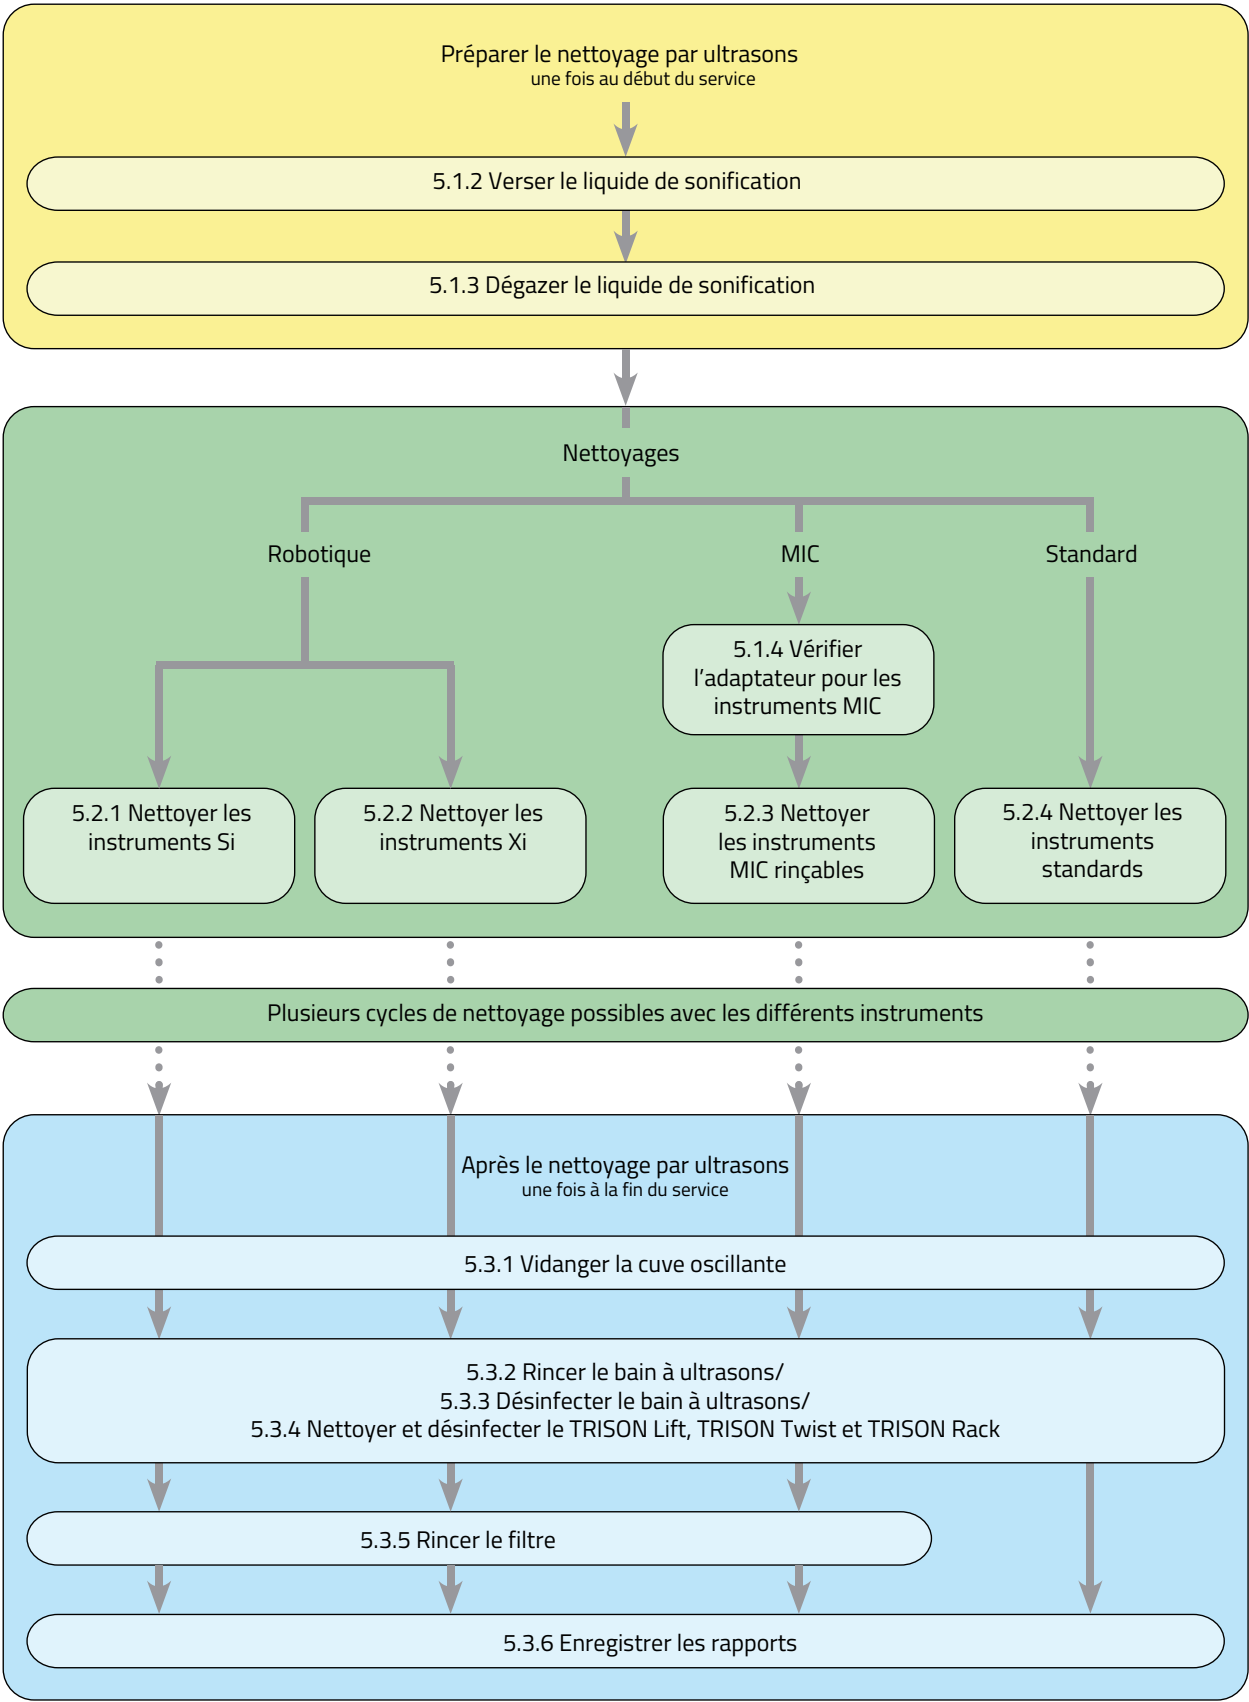 Préparer le nettoyage par ultrasons
une fois au début du service
5.1.2 Verser le liquide de sonification
5.1.3 Dégazer le liquide de sonification
Nettoyages
Robotique
MIC
Standard
5.1.4 Vérifier
l’adaptateur pour les
instruments MIC
5.2.1 Nettoyer les
instruments Si
5.2.2 Nettoyer les
instruments Xi
5.2.3 Nettoyer
les instruments
MIC rinçables
5.2.4 Nettoyer les
instruments
standards
Plusieurs cycles de nettoyage possibles avec les différents instruments
Après le nettoyage par ultrasons
une fois à la fin du service
5.3.1 Vidanger la cuve oscillante
5.3.2 Rincer le bain à ultrasons/
5.3.3 Désinfecter le bain à ultrasons/
5.3.4 Nettoyer et désinfecter le TRISON Lift, TRISON Twist et TRISON Rack
5.3.5 Rincer le filtre
5.3.6 Enregistrer les rapports